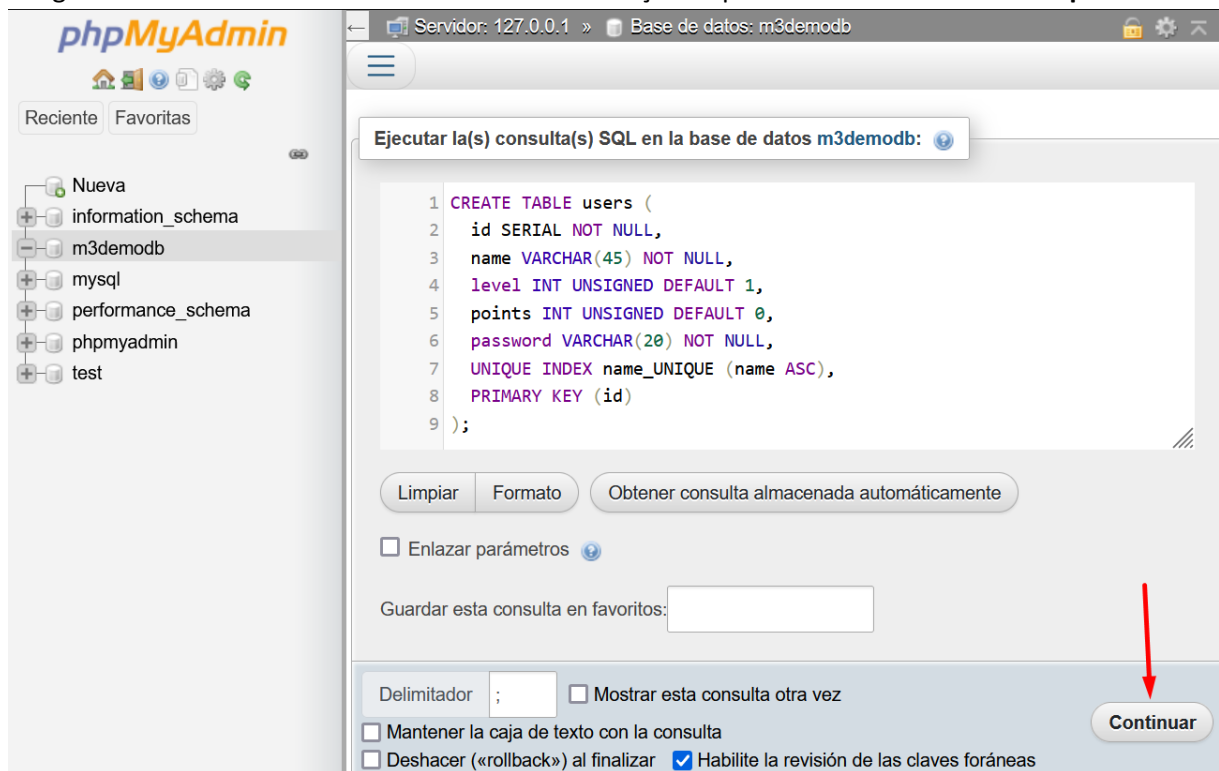 phpMyAdmin
Reciente Favoritas
Nueva
information_schema
m3demodb
mysql
performance_schema
phpmyadmin
test
← Servidor: 127.0.0.1 » Base de datos: m3demodb
Ejecutar la(s) consulta(s) SQL en la base de datos m3demodb:
1 CREATE TABLE users (
2 id SERIAL NOT NULL,
3 name VARCHAR(45) NOT NULL,
4 level INT UNSIGNED DEFAULT 1,
5 points INT UNSIGNED DEFAULT 0,
6 password VARCHAR(20) NOT NULL,
7 UNIQUE INDEX name_UNIQUE (name ASC),
8 PRIMARY KEY (id)
9 );
Limpiar Formato Obtener consulta almacenada automáticamente
Enlazar parámetros
Guardar esta consulta en favoritos:
Delimitador ; Mostrar esta consulta otra vez
Mantener la caja de texto con la consulta
Continuar
Deshacer («rollback») al finalizar Habilite la revisión de las claves foráneas